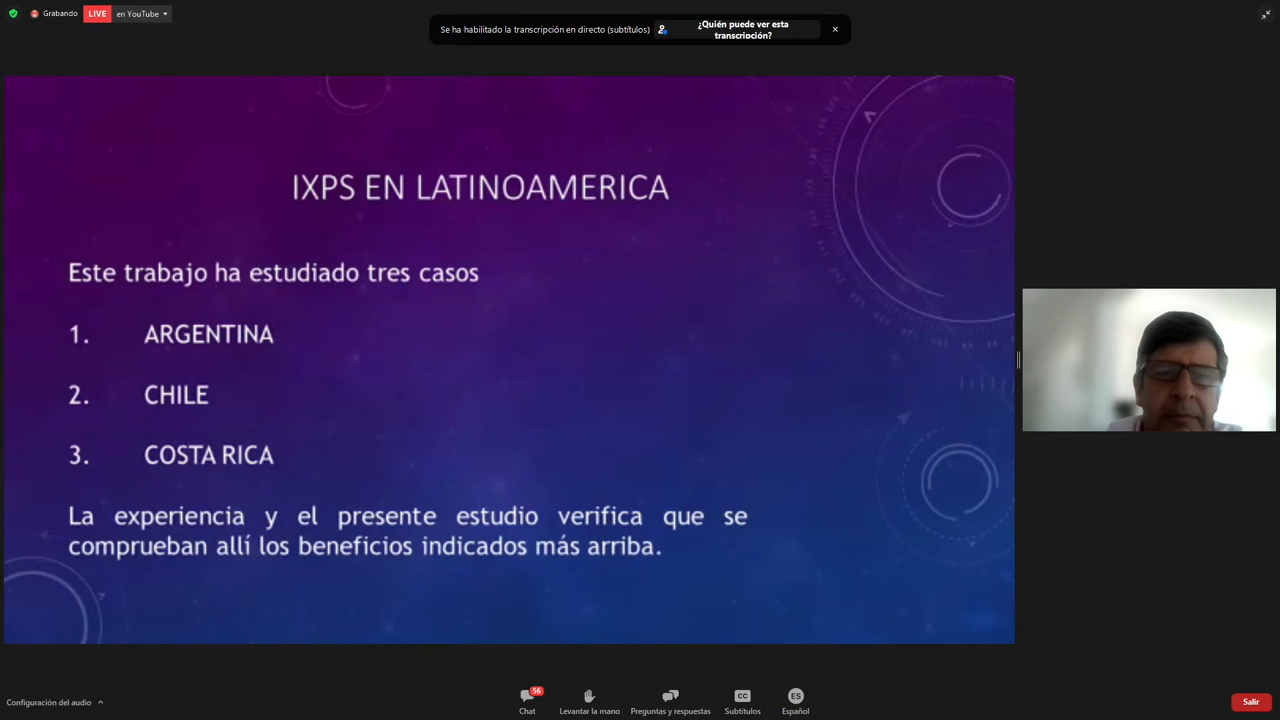 Grabando
LIVE
en YouTube
Se ha habilitado la transcripción en directo (subtítulos)
¿Quién puede ver esta
transcripción?
IXPS EN LATINOAMERICA
Este trabajo ha estudiado tres casos
1. ARGENTINA
2. CHILE
3. COSTA RICA
La experiencia y el presente estudio verifica que se
comprueban allí los beneficios indicados más arriba.
Configuración del audio
56
Chat
Levantar la mano
Preguntas y respuestas
CC
Subtítulos
ES
Español
Salir